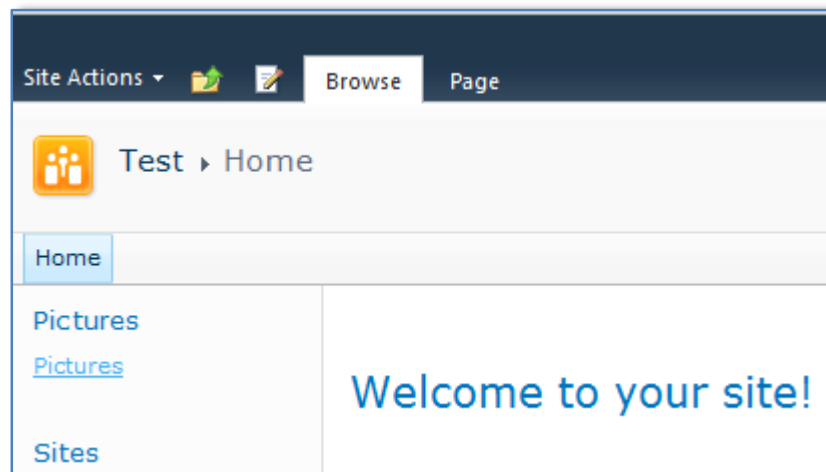 Site Actions Browse Page
Test Home
Home
Pictures
Pictures
Welcome to your site!
Sites